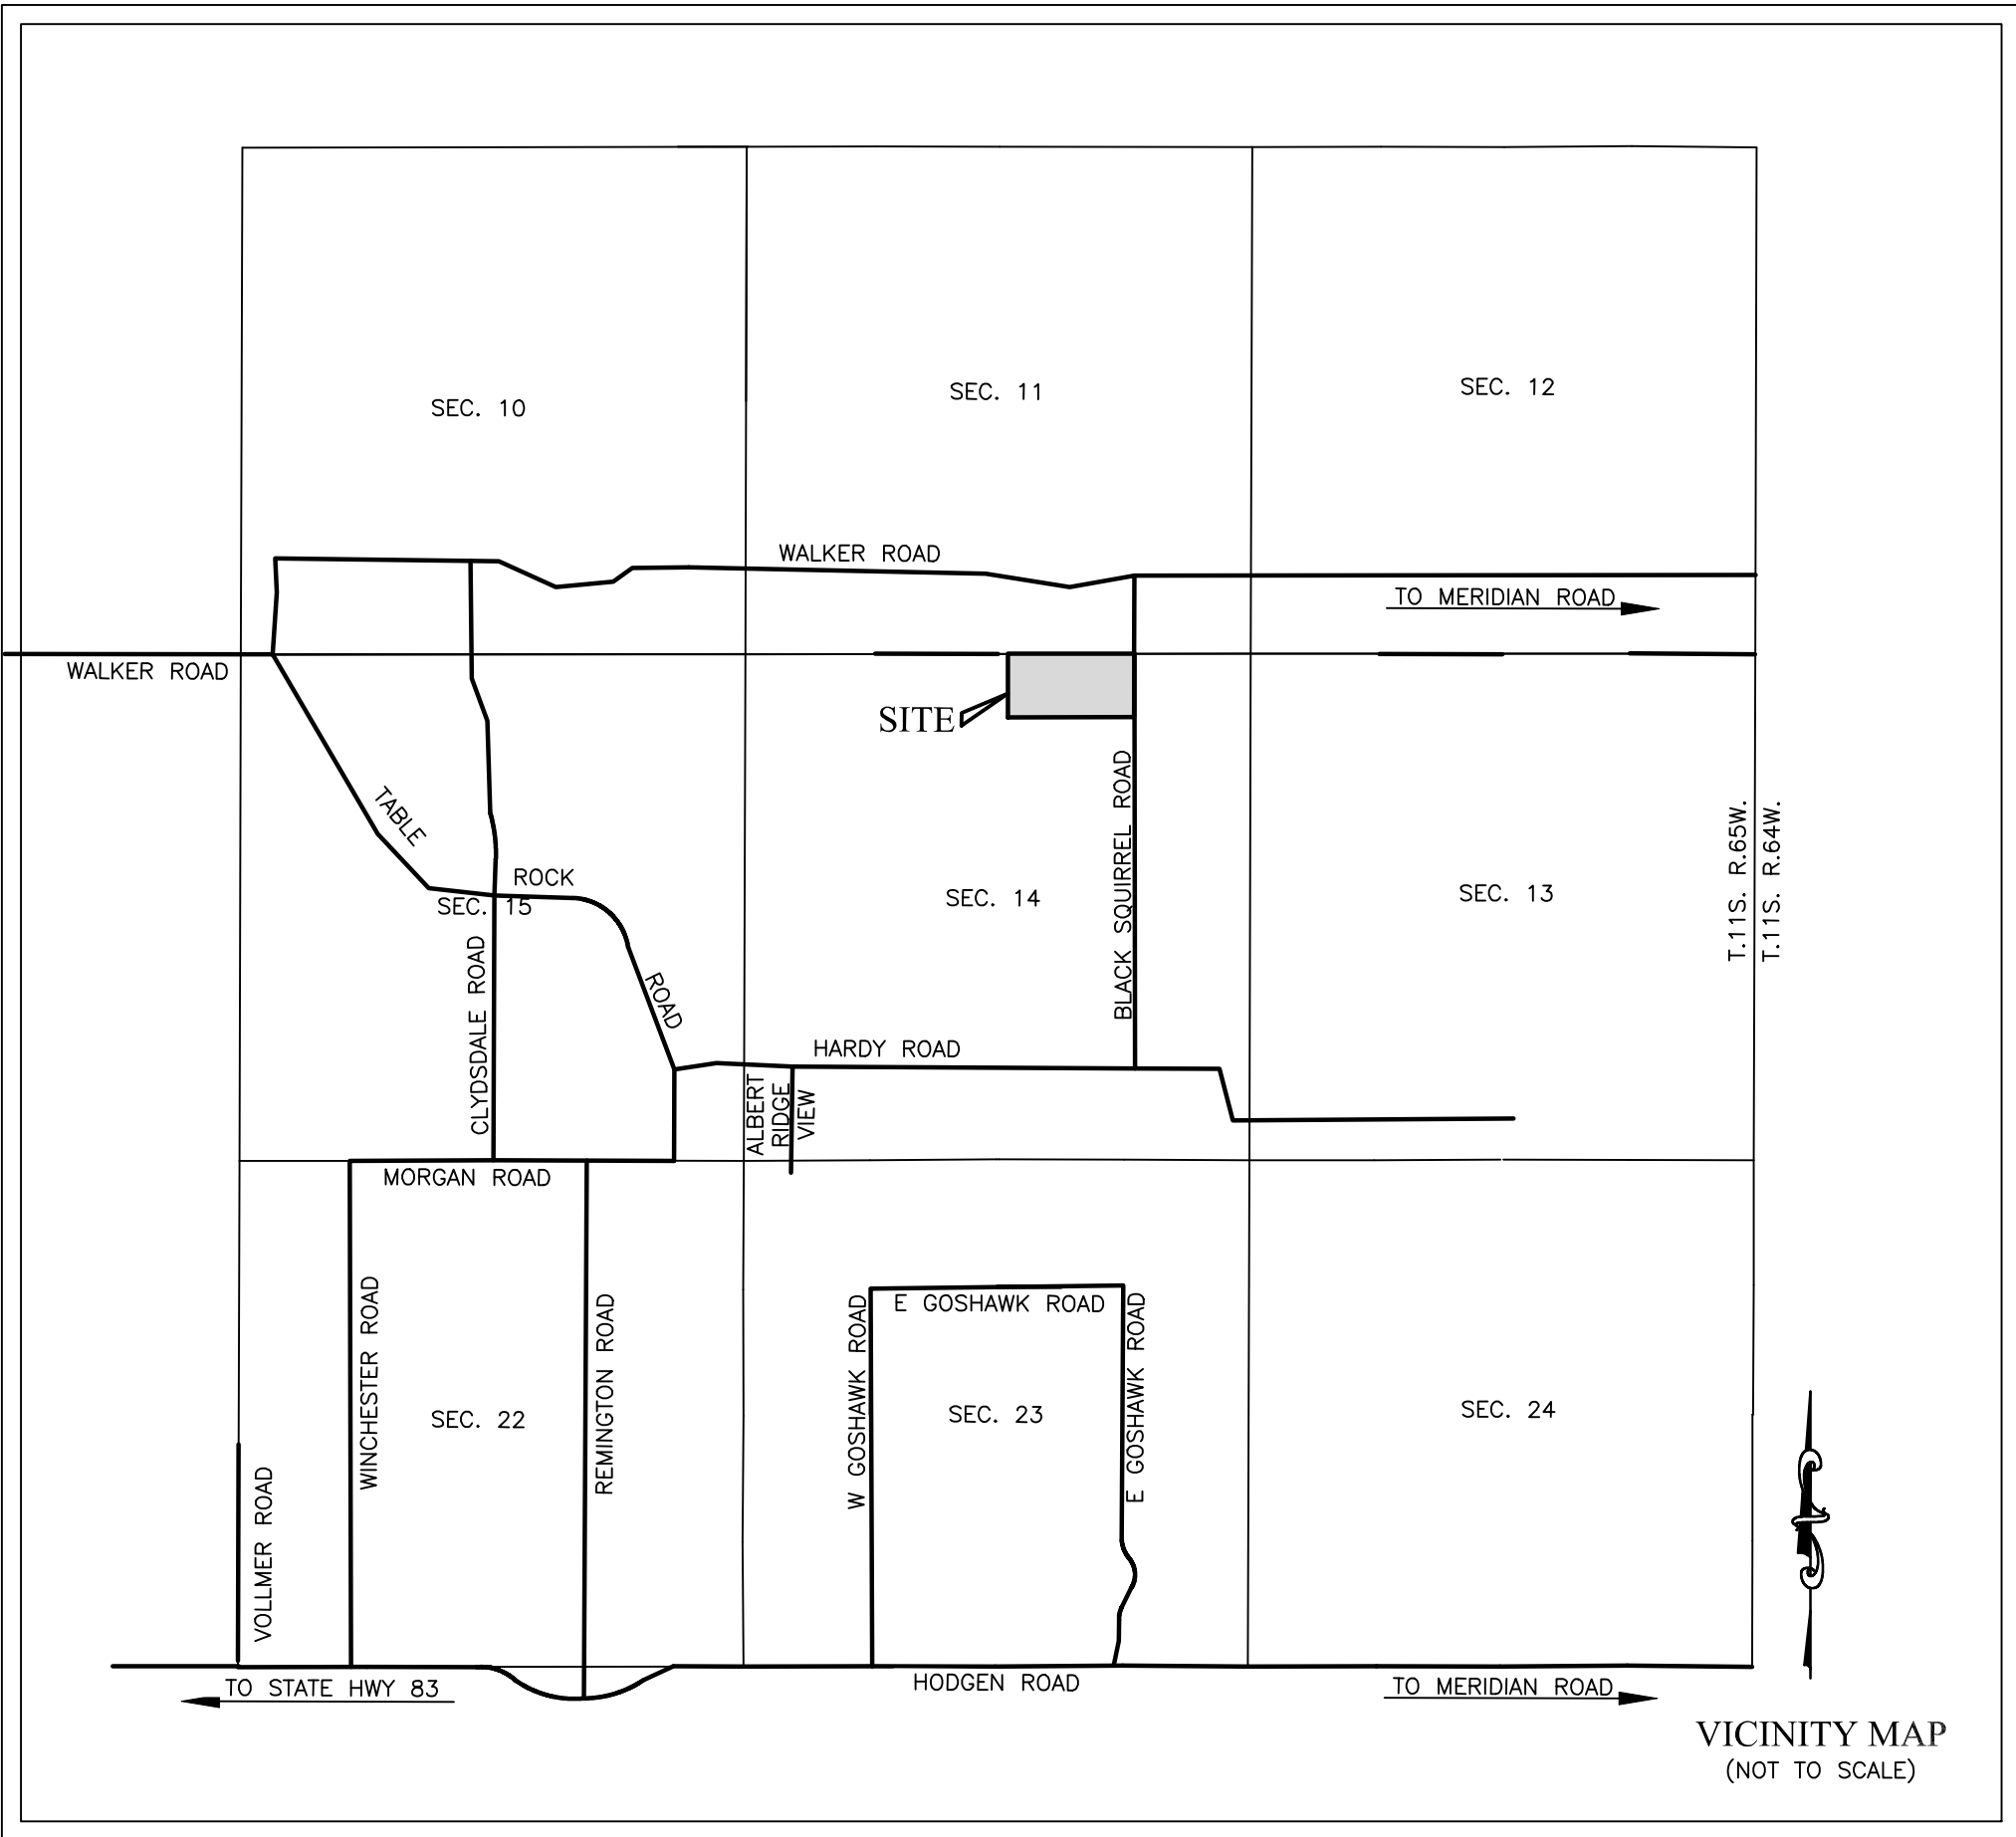 SEC. 10
SEC. 11
SEC. 12
WALKER ROAD
TO MERIDIAN ROAD
WALKER ROAD
SITE
TABLE
ROCK
ROAD
SEC. 15
SEC. 14
SEC. 13
BLACK SQUIRREL ROAD
T.11S. R.65W.
T.11S. R.64W.
CLYDSDALE ROAD
HARDY ROAD
ALBERT
RIDGE
VIEW
MORGAN ROAD
WINCHESTER ROAD
REMINGTON ROAD
W GOSHAWK ROAD
E GOSHAWK ROAD
E GOSHAWK ROAD
SEC. 22
SEC. 23
SEC. 24
VOLLMER ROAD
TO STATE HWY 83
HODGEN ROAD
TO MERIDIAN ROAD
VICINITY MAP
(NOT TO SCALE)